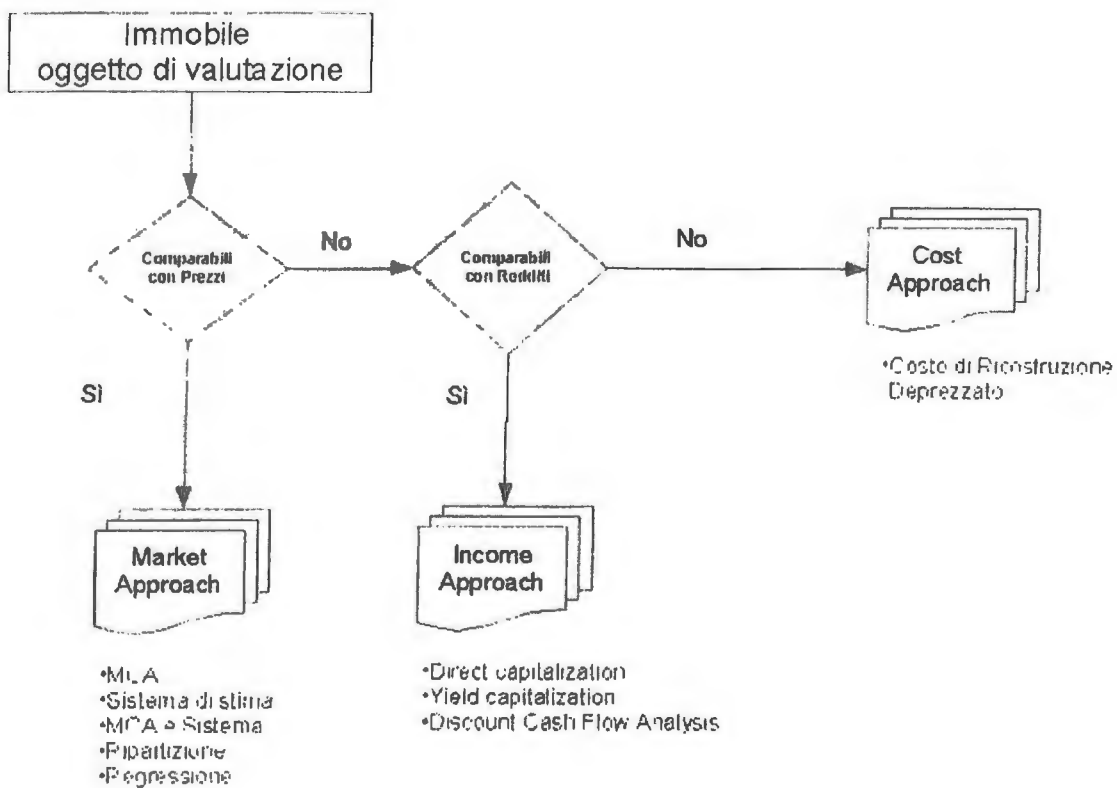 Immobile
oggetto di valutazione
Comparabili
con Prezzi
No
Comparabili
con Redditi
No
Cost
Approach
•Costo di Ricostruzione
Deprezzato
Sì
Sì
Market
Approach
Income
Approach
•MCA
•Sistema di stima
•MCA e Sistema
•Ripartizione
•Regressione
•Direct capitalization
•Yield capitalization
•Discount Cash Flow Analysis